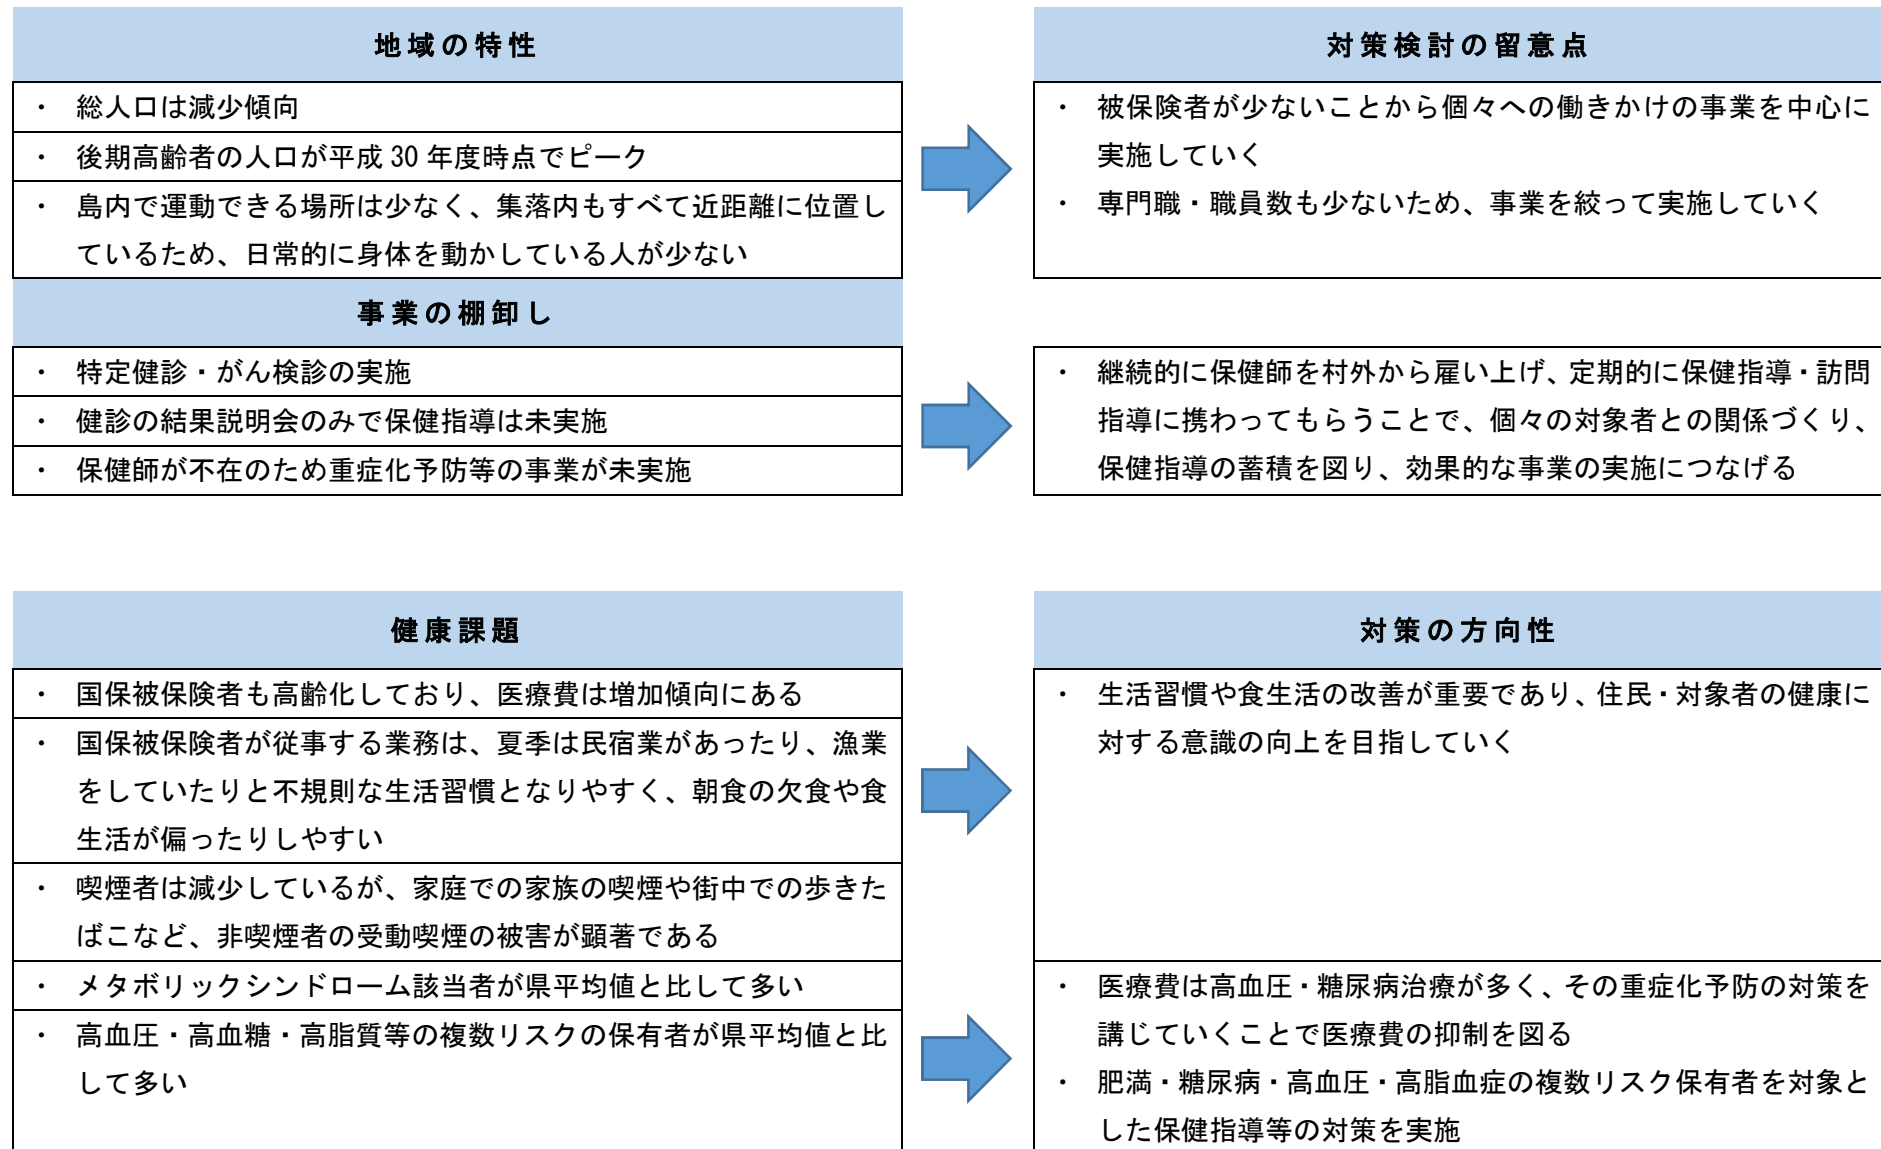 地域の特性
・ 総人口は減少傾向
・ 後期高齢者の人口が平成 30 年度時点でピーク
・ 島内で運動できる場所は少なく、集落内もすべて近距離に位置し
ているため、日常的に身体を動かしている人が少ない
対策検討の留意点
・ 被保険者が少ないことから個々への働きかけの事業を中心に
実施していく
・ 専門職・職員数も少ないため、事業を絞って実施していく
事業の棚卸し
・ 特定健診・がん検診の実施
・ 健診の結果説明会のみで保健指導は未実施
・ 保健師が不在のため重症化予防等の事業が未実施
・ 継続的に保健師を村外から雇い上げ、定期的に保健指導・訪問
指導に携わってもらうことで、個々の対象者との関係づくり、
保健指導の蓄積を図り、効果的な事業の実施につなげる
健康課題
・ 国保被保険者も高齢化しており、医療費は増加傾向にある
・ 国保被保険者が従事する業務は、夏季は民宿業があったり、漁業
をしていたりと不規則な生活習慣となりやすく、朝食の欠食や食
生活が偏ったりしやすい
・ 喫煙者は減少しているが、家庭での家族の喫煙や街中での歩きた
ばこなど、非喫煙者の受動喫煙の被害が顕著である
・ メタボリックシンドローム該当者が県平均値と比して多い
・ 高血圧・高血糖・高脂質等の複数リスクの保有者が県平均値と比
して多い
対策の方向性
・ 生活習慣や食生活の改善が重要であり、住民・対象者の健康に
対する意識の向上を目指していく
・ 医療費は高血圧・糖尿病治療が多く、その重症化予防の対策を
講じていくことで医療費の抑制を図る
・ 肥満・糖尿病・高血圧・高脂血症の複数リスク保有者を対象と
した保健指導等の対策を実施